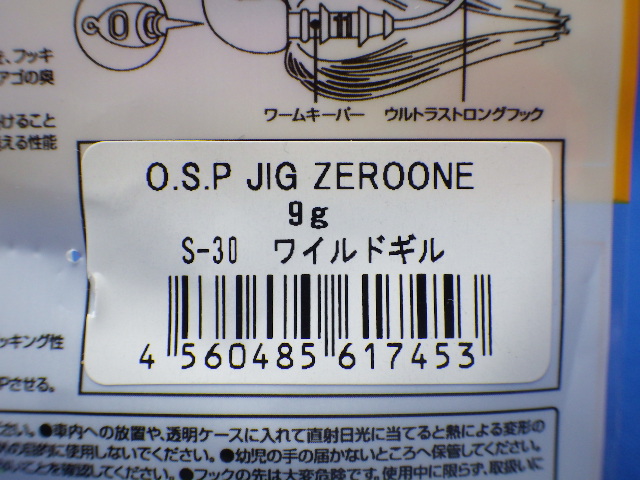 、フッキ
アゴの奥
けること
える性能
ワームキーパー ウルトラストロングフック
O.S.P JIG ZEROONE
9g
S-30 ワイルドギル
4 560485 617453
ッキング性
Pさせる。
さい。●車内への放置や、透明ケースに入れて直射日光に当てると熱による変形の
に使用しないでください。●幼児の手の届かないところへ保管してください。
ことを確認してください。●フックの先は大変危険です。使用中に限らず、取扱いに